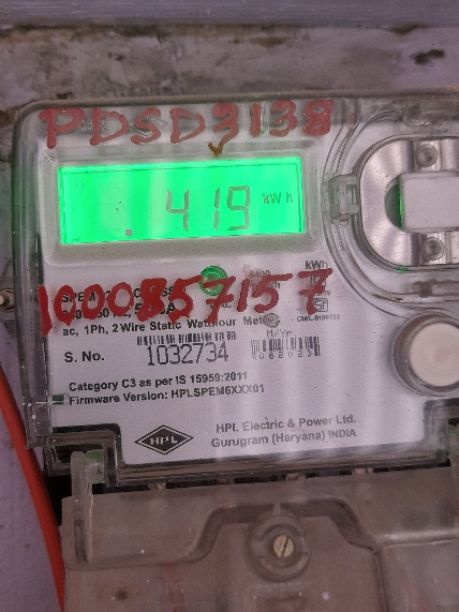 PDSD3138
. 419 kWh
kWh
1000857157
ac, 1Ph, 2 Wire Static Watthour
S. No. 1032734
Category C3 as per IS 15959:2011
Firmware Version: HPLSPEM6XXX01
HPL
HPL Electric & Power Ltd.
Gurugram (Haryana) INDIA